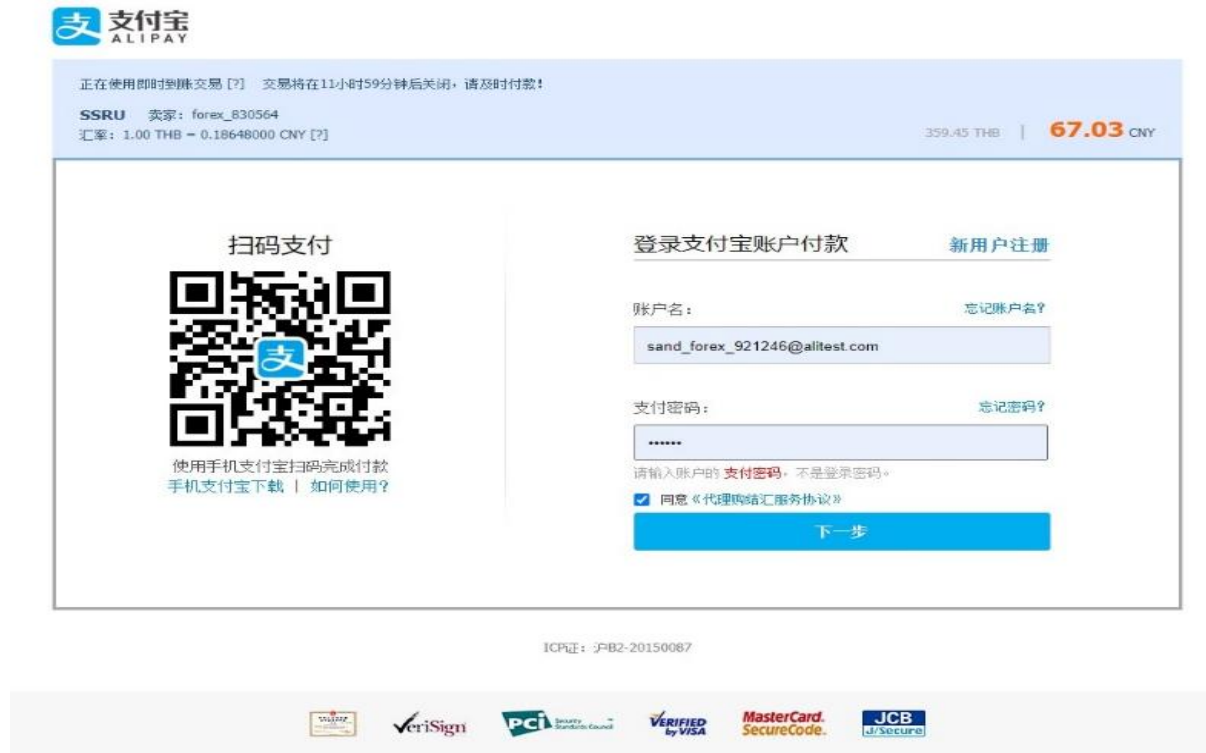 支付宝
ALIPAY
正在使用即时到账交易 [?] 交易将在11小时59分钟后关闭，请及时付款！
SSRU 卖家：forex_830564
汇率：1.00 THB = 0.18648000 CNY [?]
359.45 THB | 67.03 CNY
扫码支付
支
使用手机支付宝扫码完成付款
手机支付宝下载 | 如何使用？
登录支付宝账户付款 新用户注册
账户名： 忘记账户名?
sand_forex_921246@alitest.com
支付密码： 忘记密码?
••••••
请输入账户的 支付密码，不是登录密码。
同意《代理购结汇服务协议》
下一步
ICP证：沪B2-20150087
VeriSign
PCI Security Standards Council
VERIFIED by VISA
MasterCard. SecureCode.
JCB J/Secure